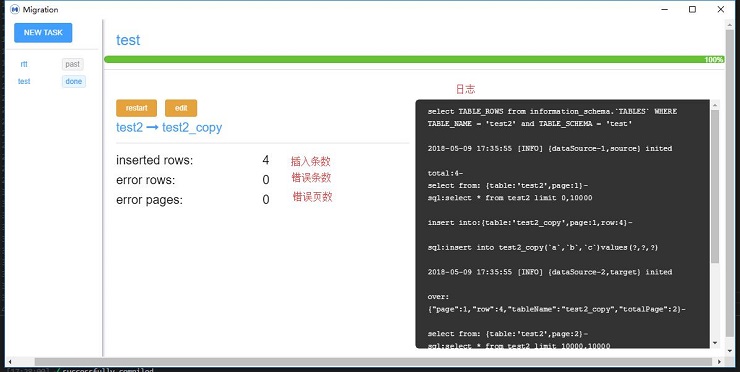 Migration
NEW TASK
rtt past
test done
test
100%
日志
restart edit
test2 → test2_copy
inserted rows: 4 插入条数
error rows: 0 错误条数
error pages: 0 错误页数
select TABLE_ROWS from information_schema.`TABLES` WHERE
TABLE_NAME = 'test2' and TABLE_SCHEMA = 'test'
2018-05-09 17:35:55 [INFO] {dataSource-1,source} inited
total:4-
select from: {table:'test2',page:1}-
sql:select * from test2 limit 0,10000
insert into:{table:'test2_copy',page:1,row:4}-
sql:insert into test2_copy(`a`,`b`,`c`)values(?,?,?)
2018-05-09 17:35:55 [INFO] {dataSource-2,target} inited
over:
{"page":1,"row":4,"tableName":"test2_copy","totalPage":2}-
select from: {table:'test2',page:2}-
sql:select * from test2 limit 10000,10000
successfully compiled